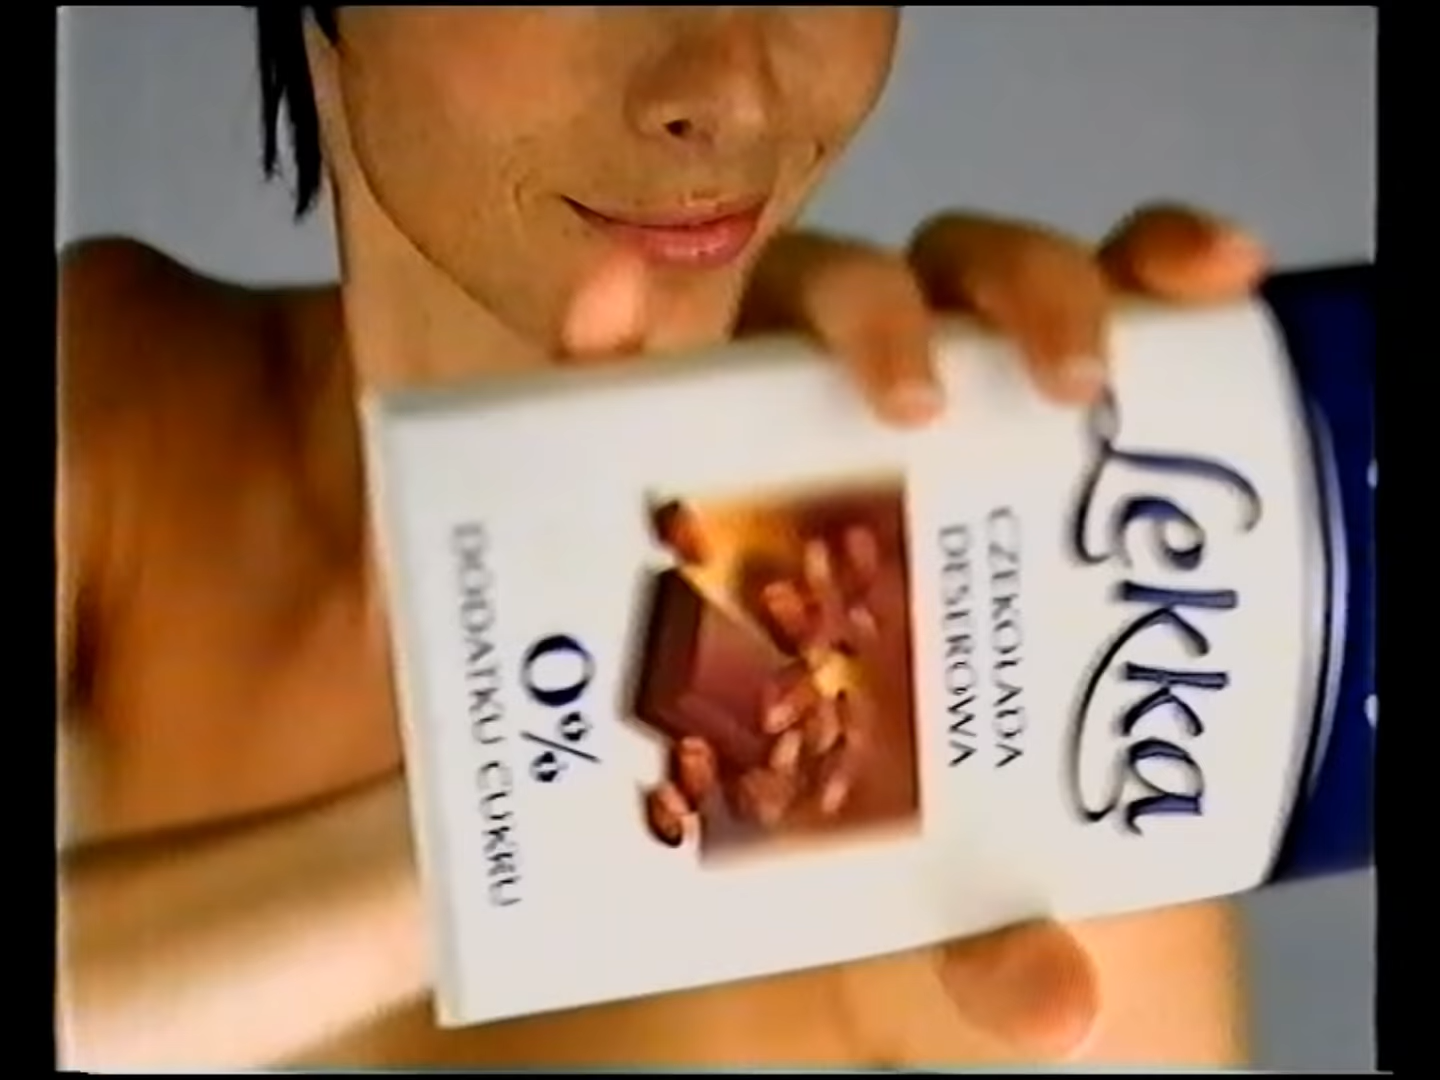 Lekka
CZEKOLADA
DESEROWA
0%
DODATKU CUKRU